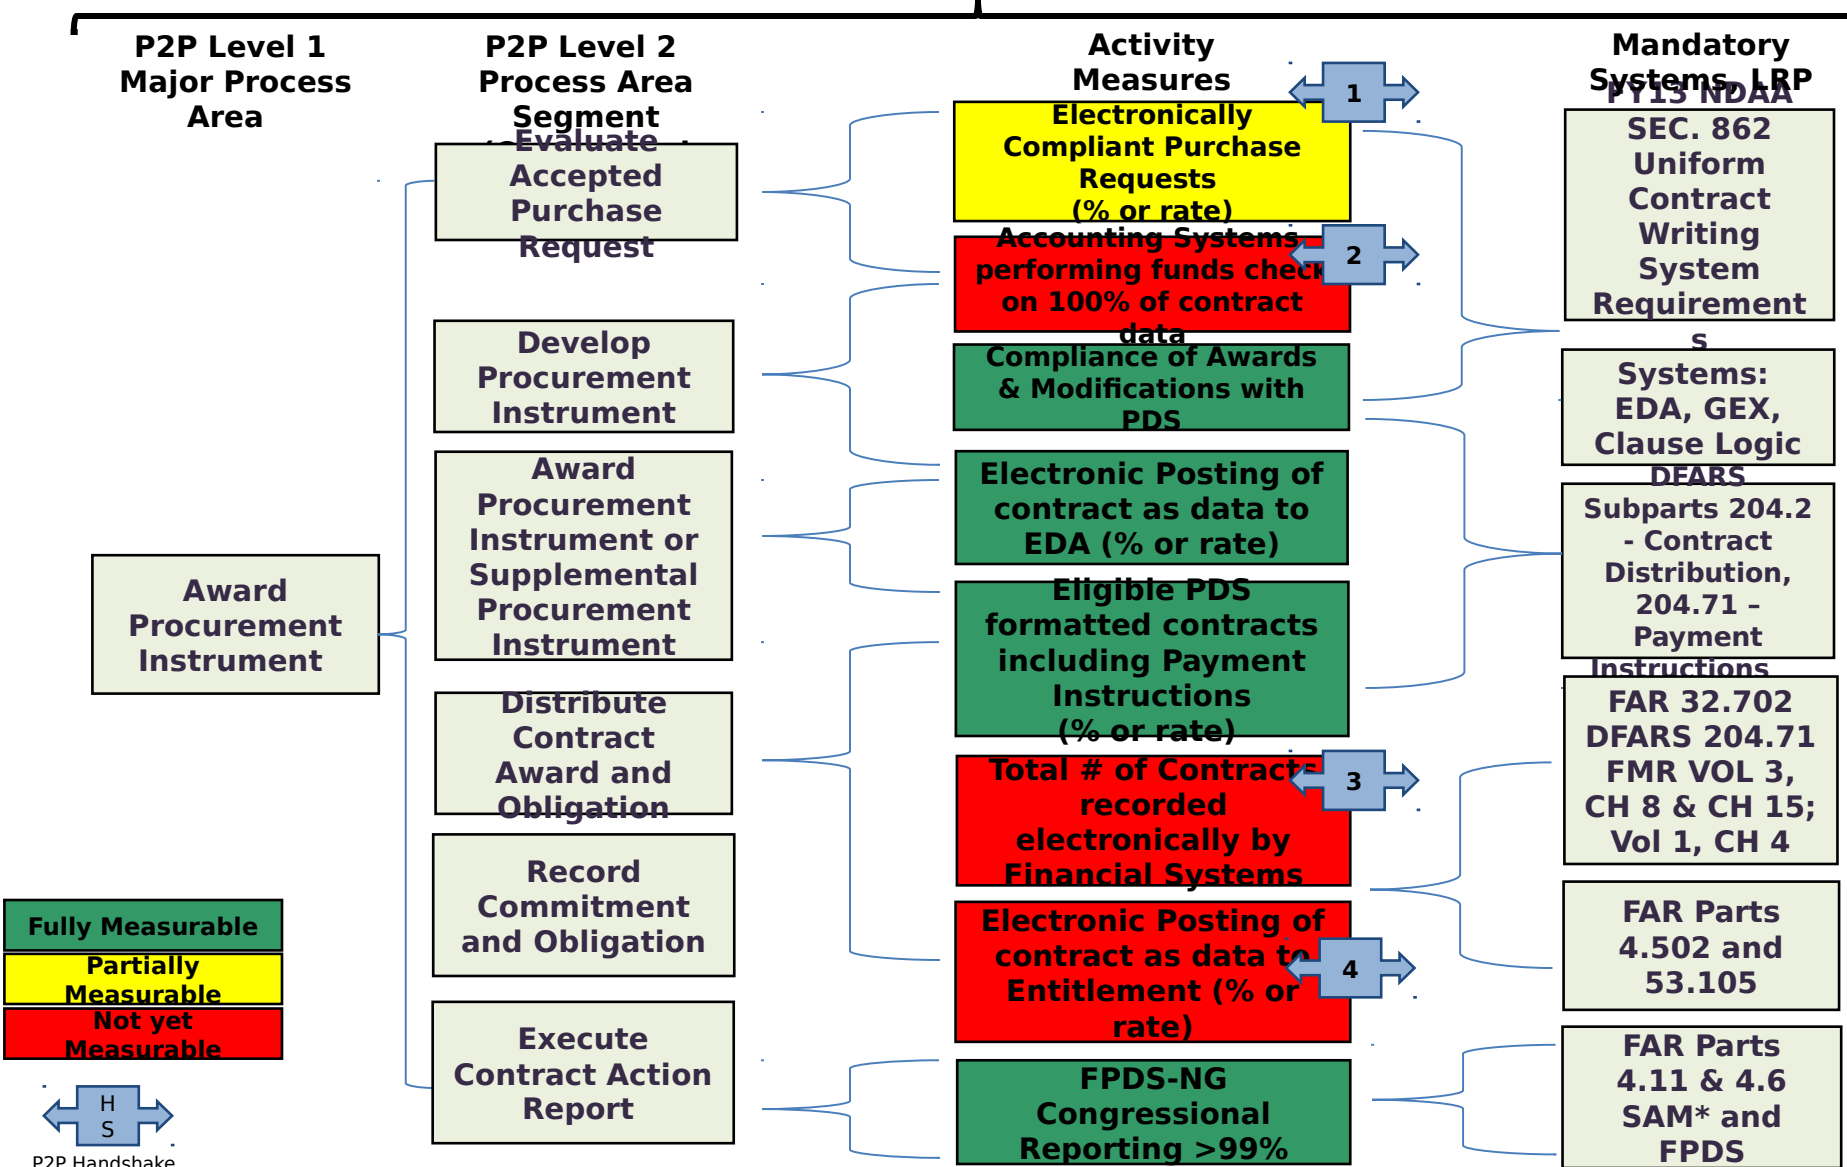 P2P Level 1
Major Process
Area
P2P Level 2
Process Area
Segment
Activity
Measures
Mandatory
Systems, LRP
Award
Procurement
Instrument
Evaluate
Accepted
Purchase
Request
Develop
Procurement
Instrument
Award
Procurement
Instrument or
Supplemental
Procurement
Instrument
Distribute
Contract
Award and
Obligation
Record
Commitment
and Obligation
Execute
Contract Action
Report
Electronically
Compliant Purchase
Requests
(% or rate)
1
Accounting Systems
performing funds check
on 100% of contract
data
2
Compliance of Awards
& Modifications with
PDS
Electronic Posting of
contract as data to
EDA (% or rate)
Eligible PDS
formatted contracts
including Payment
Instructions
(% or rate)
Total # of Contracts
recorded
electronically by
Financial Systems
3
Electronic Posting of
contract as data to
Entitlement (% or
rate)
4
FPDS-NG
Congressional
Reporting >99%
FY13 NDAA
SEC. 862
Uniform
Contract
Writing
System
Requirement
s
Systems:
EDA, GEX,
Clause Logic
DFARS
Subparts 204.2
- Contract
Distribution,
204.71 –
Payment
Instructions
FAR 32.702
DFARS 204.71
FMR VOL 3,
CH 8 & CH 15;
Vol 1, CH 4
FAR Parts
4.502 and
53.105
FAR Parts
4.11 & 4.6
SAM* and
FPDS
Fully Measurable
Partially
Measurable
Not yet
Measurable
H
S
P2P Handshake